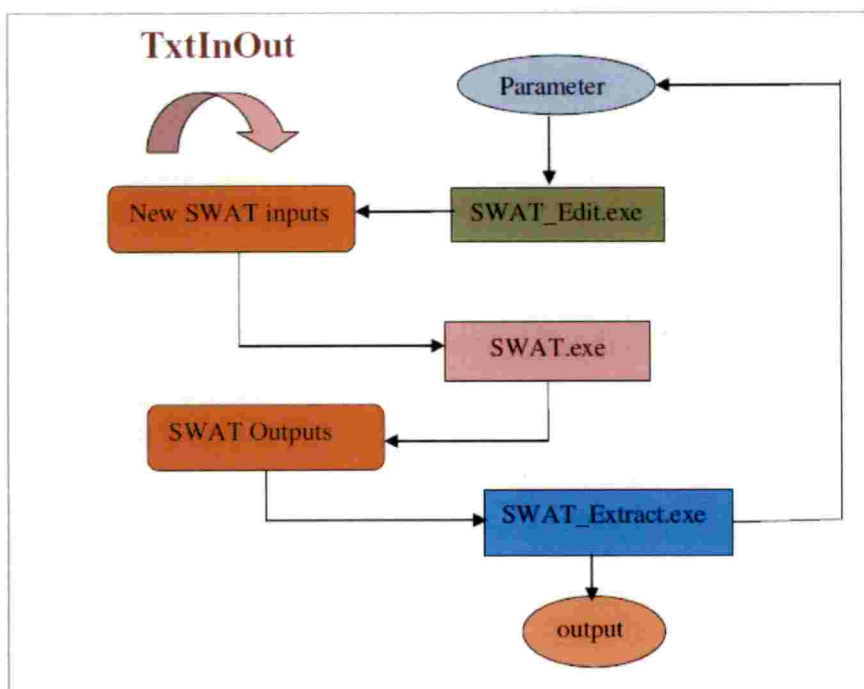 TxtInOut
Parameter
New SWAT inputs
SWAT_Edit.exe
SWAT.exe
SWAT Outputs
SWAT_Extract.exe
output